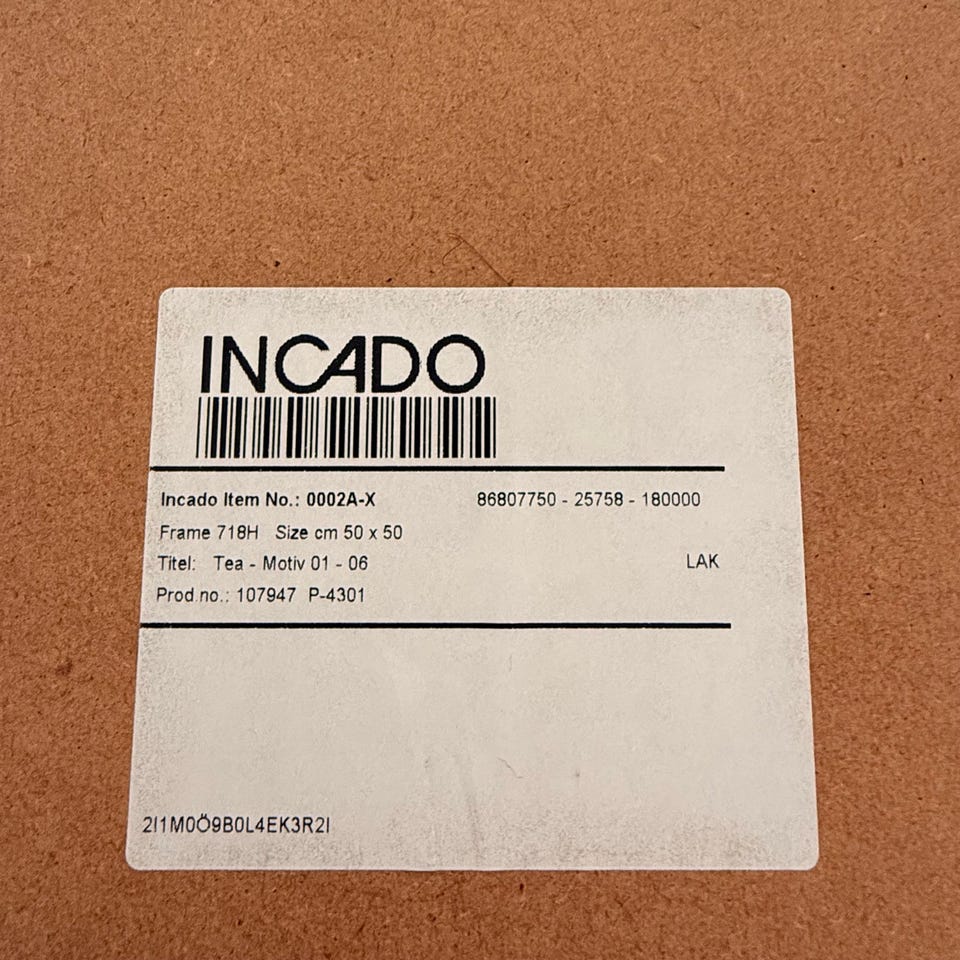 INCADO
Incado Item No.: 0002A-X 86807750 - 25758 - 180000
Frame 718H Size cm 50 x 50
Titel: Tea - Motiv 01 - 06 LAK
Prod.no.: 107947 P-4301
2I1M0Ö9B0L4EK3R2I